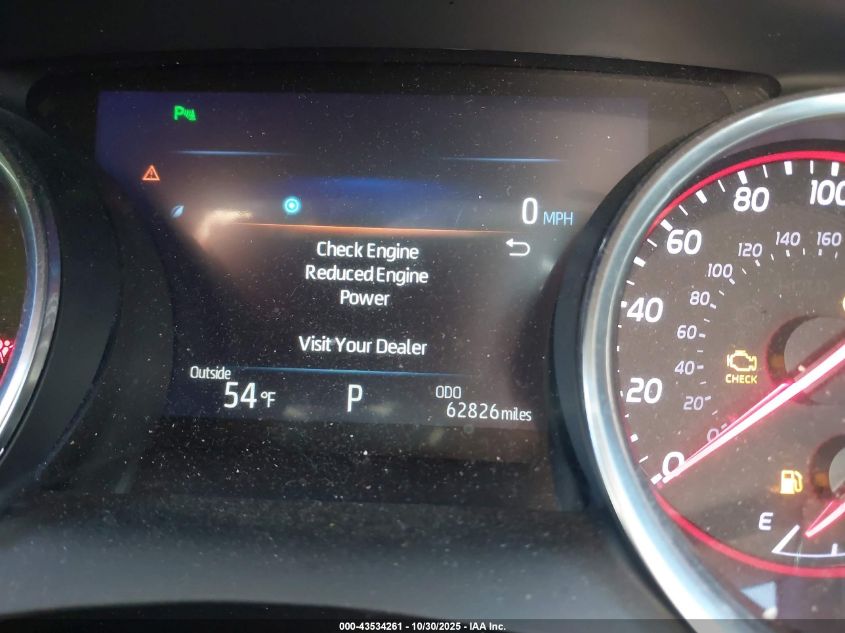 P
0 MPH
Check Engine
Reduced Engine
Power
Visit Your Dealer
Outside
54°F
P
ODO
62826 miles
0
20
40
60
80
100
0
20
40
60
80
100
120
140
160
CHECK
E
000-43534261 - 10/30/2025 - IAA Inc.